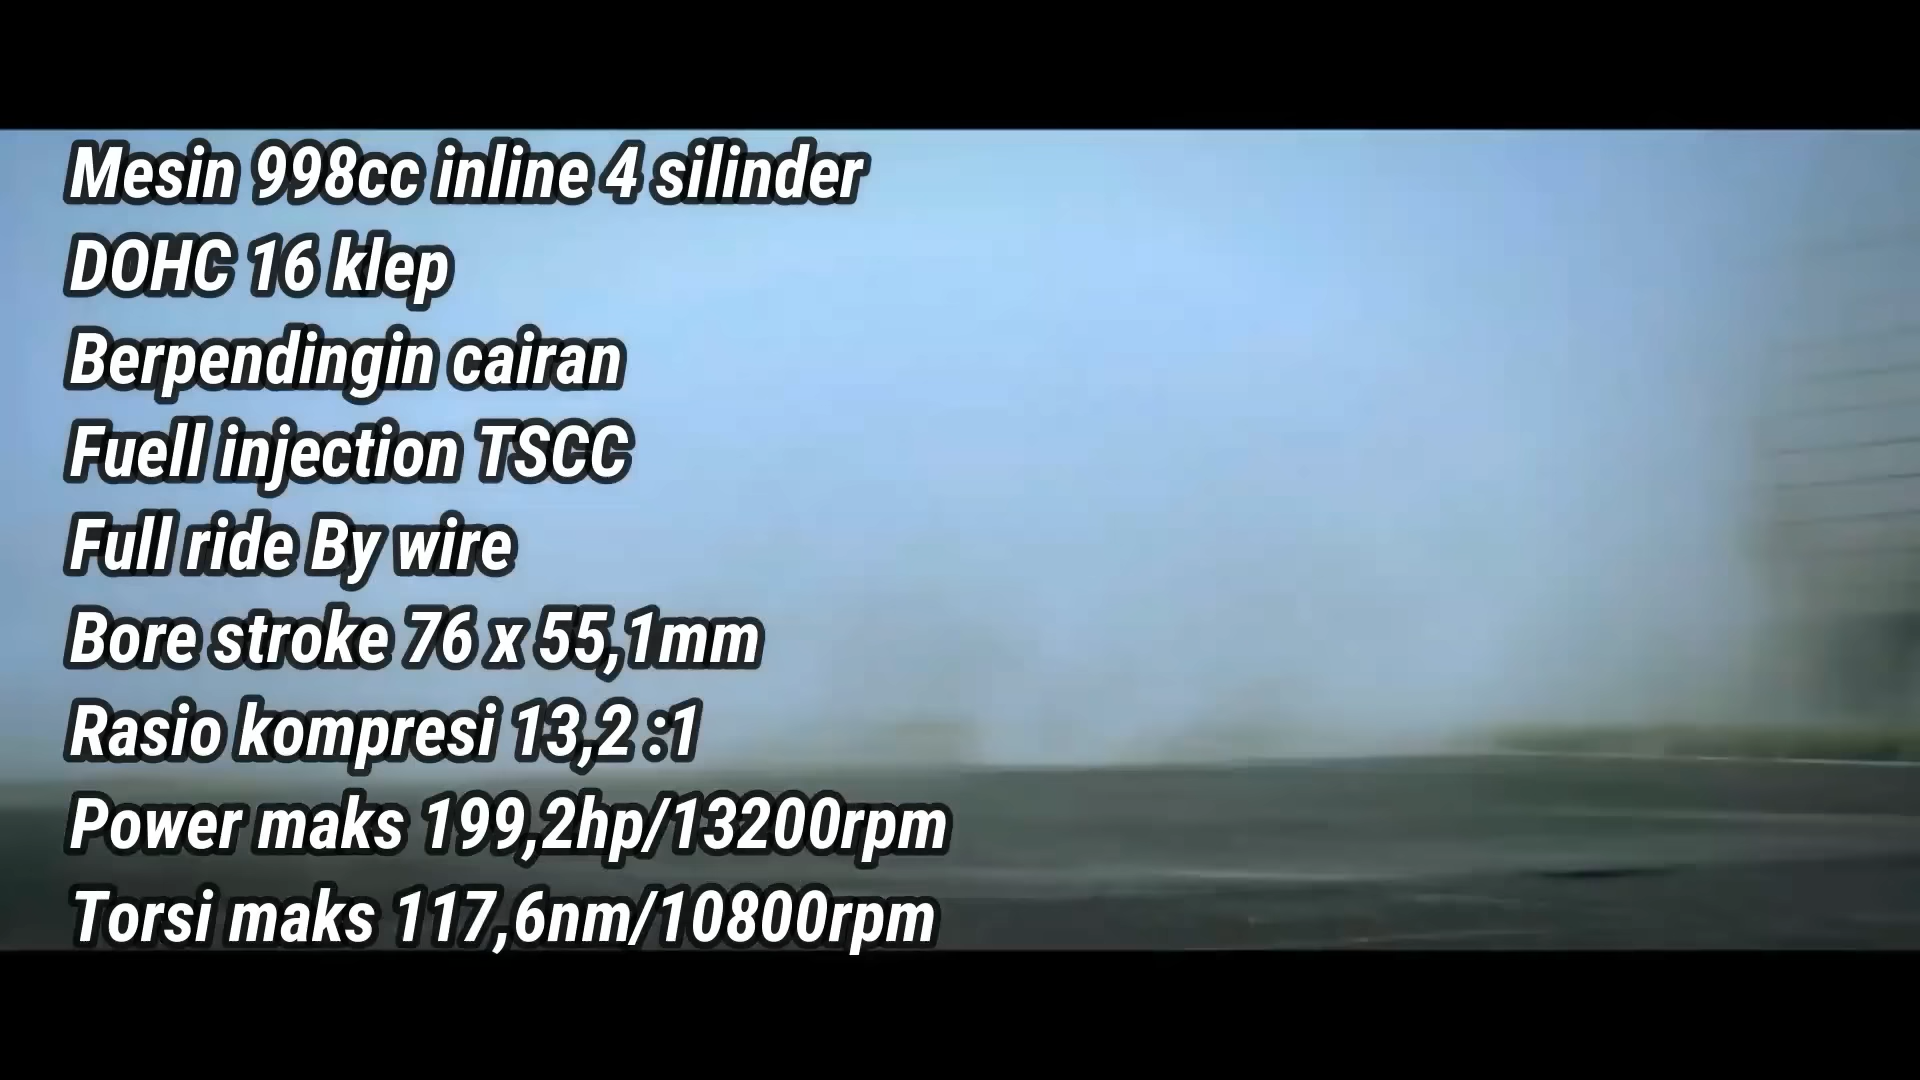 Mesin 998cc inline 4 silinder
DOHC 16 klep
Berpendingin cairan
Fuell injection TSCC
Full ride By wire
Bore stroke 76 x 55,1mm
Rasio kompresi 13,2 :1
Power maks 199,2hp/13200rpm
Torsi maks 117,6nm/10800rpm